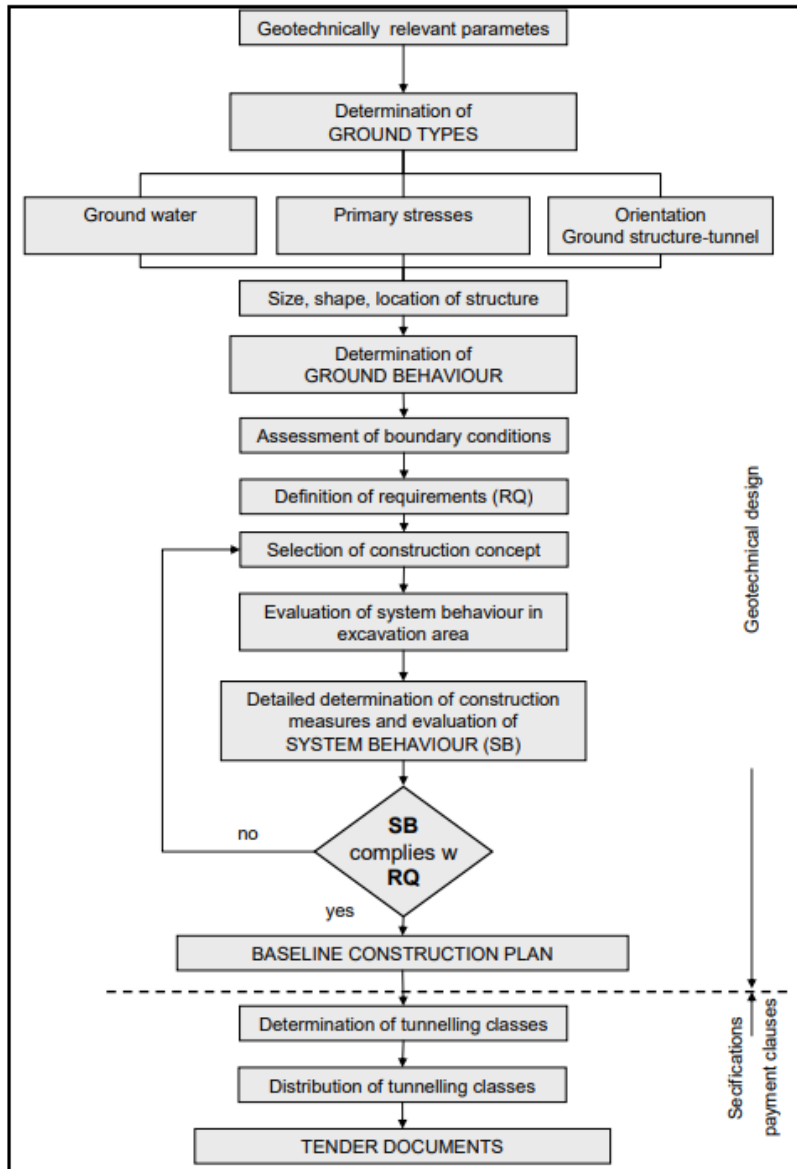 Geotechnically relevant parametes
Determination of
GROUND TYPES
Ground water
Primary stresses
Orientation
Ground structure-tunnel
Size, shape, location of structure
Determination of
GROUND BEHAVIOUR
Assessment of boundary conditions
Definition of requirements (RQ)
Selection of construction concept
Evaluation of system behaviour in
excavation area
Detailed determination of construction
measures and evaluation of
SYSTEM BEHAVIOUR (SB)
SB
complies w
RQ
no
yes
BASELINE CONSTRUCTION PLAN
Geotechnical design
Determination of tunnelling classes
Distribution of tunnelling classes
TENDER DOCUMENTS
Secifications
payment clauses